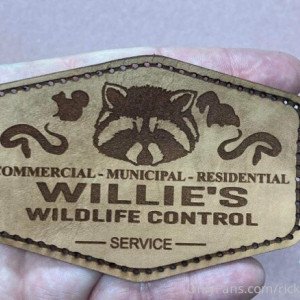 COMMERCIAL - MUNICIPAL - RESIDENTIAL
WILLIE'S
WILDLIFE CONTROL
SERVICE